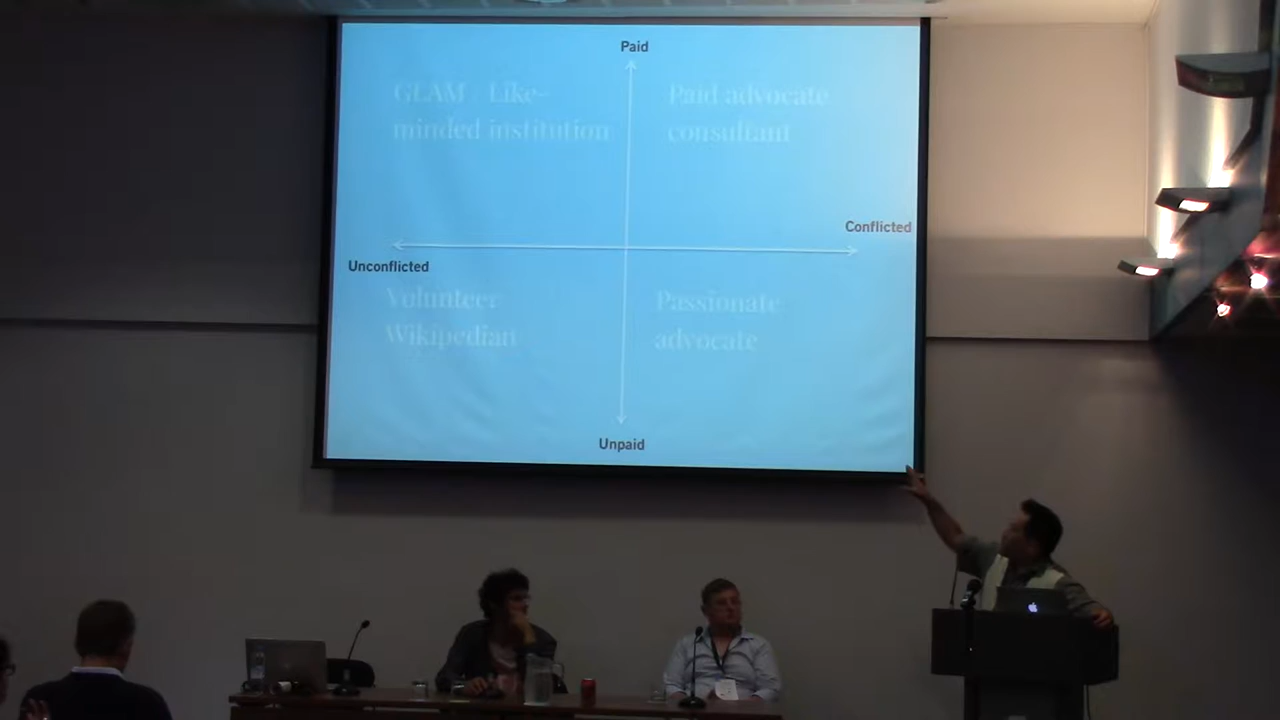 Paid
GLAM Like-
minded institution
Paid advocate
consultant
Conflicted
Unconflicted
Volunteer
Wikipedian
Passionate
advocate
Unpaid